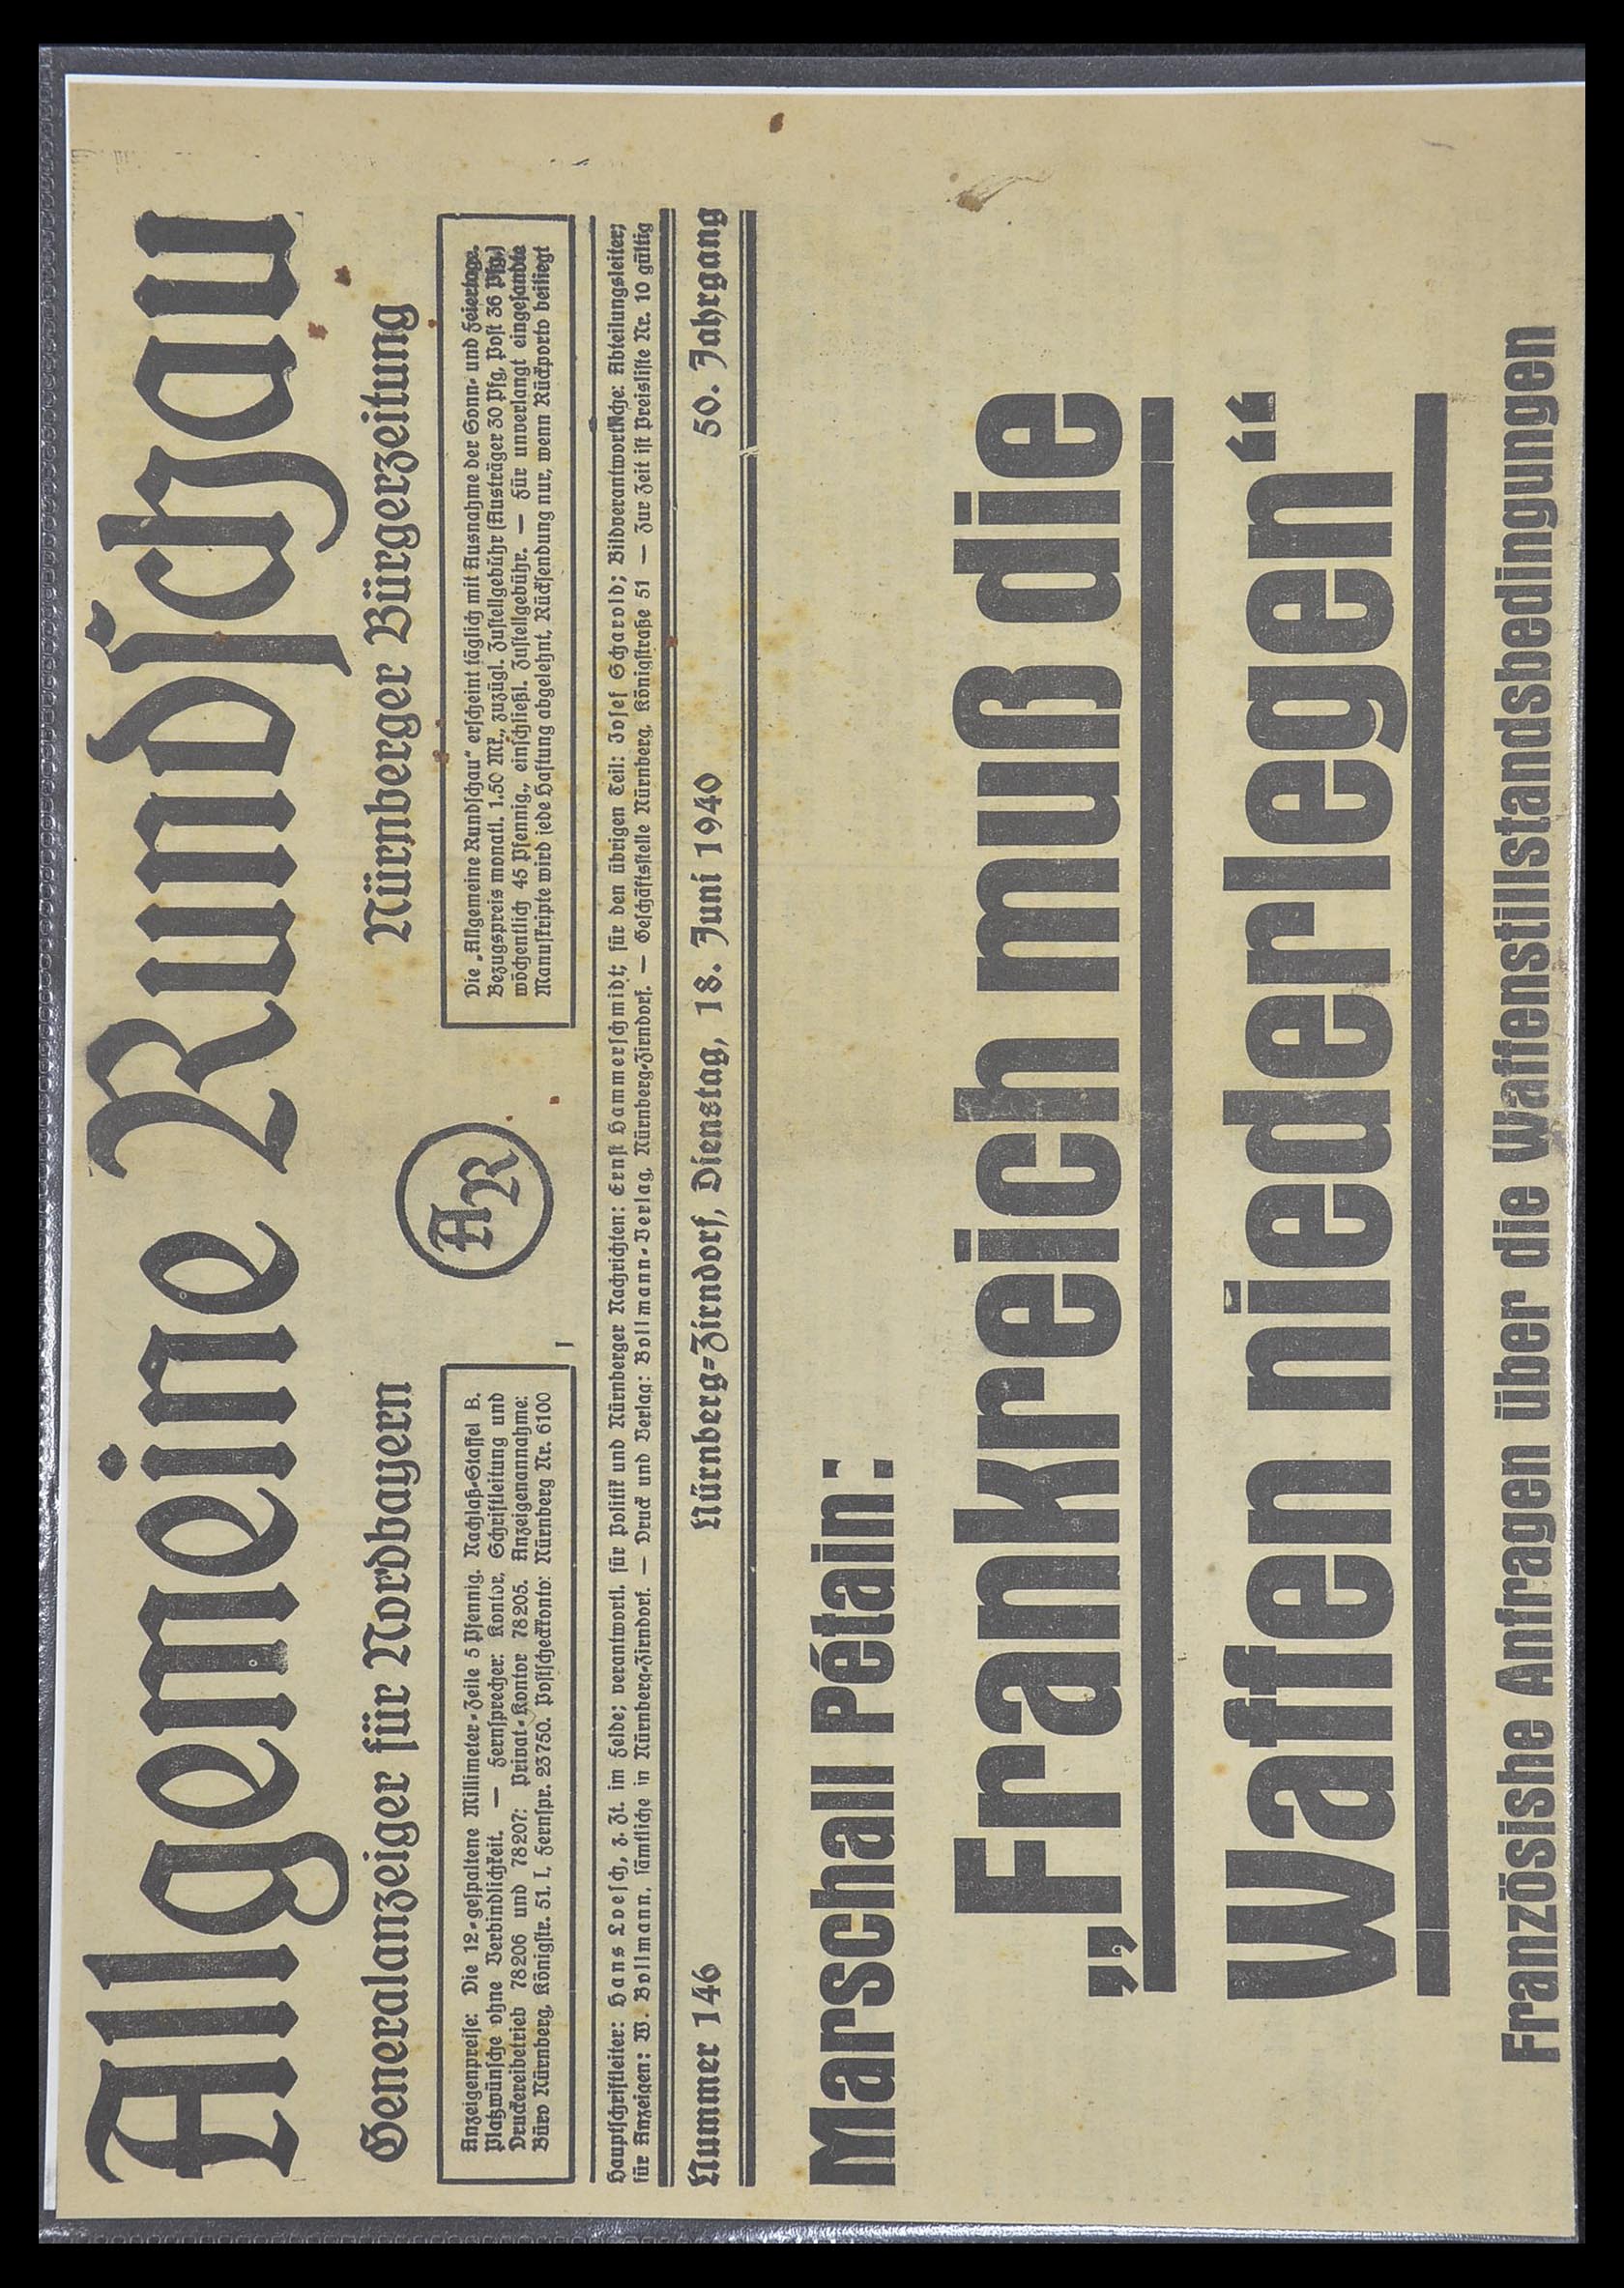 Allgemeine Rundschau
Generalanzeiger für Nordbayern
AR
Nürnberger Bürgerzeitung
Anzeigenpreise: Die 12-gespaltene Millimeter-Zeile 5 Pfennig. Nachlaß-Staffel B.
Platzwünsche ohne Verbindlichkeit. — Fernsprecher: Kontor, Schriftleitung und
Druckereibetrieb 78206 und 78207: Privat-Kontor 78205. Anzeigenannahme:
Büro Nürnberg, Königstr. 51. I. Fernspr. 23750. Postscheckkonto: Nürnberg Nr. 6100
Die „Allgemeine Rundschau“ erscheint täglich mit Ausnahme der Sonn- und Feiertage.
Bezugspreis monatl. 1.50 Mk., zuzügl. Zustellgebühr (Austräger 30 Pfg, Post 36 Pfg.)
wöchentlich 45 Pfennig., einschließl. Zustellgebühr. — Für unverlangt eingesandte
Manuskripte wird jede Haftung abgelehnt, Rücksendung nur, wenn Rückporto beiliegt
Hauptschriftleiter: Hans Loesch, z. Zt. im Felde; verantwortl. für Politik und Nürnberger Nachrichten: Ernst Hammerschmidt; für den übrigen Teil: Josef Scharold; Bildverantwortliche: Abteilungsleiter;
für Anzeigen: W. Bollmann, sämtliche in Nürnberg-Zirndorf. — Druck und Verlag: Bollmann-Verlag, Nürnberg-Zirndorf. — Geschäftsstelle Nürnberg, Königstraße 51 — Zur Zeit ist Preisliste Nr. 10 gültig
Nummer 146 Nürnberg-Zirndorf, Dienstag, 18. Juni 1940 50. Jahrgang
Marschall Pétain:
„Frankreich muß die
Waffen niederlegen“
Französishe Anfragen über die Waffenstillstandsbedingungen